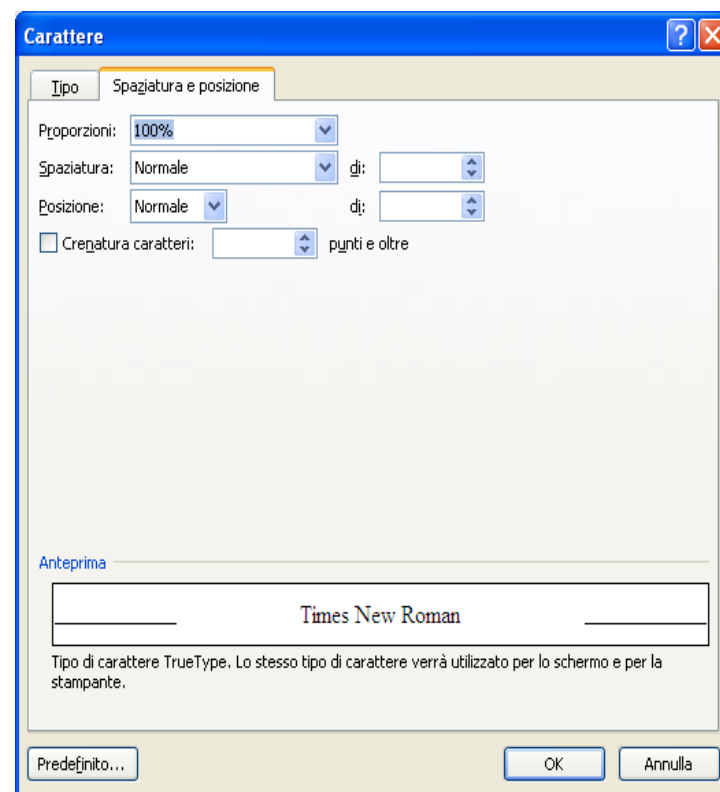 Carattere
Tipo
Spaziatura e posizione
Proporzioni: 100%
Spaziatura: Normale di:
Posizione: Normale di:
Crenatura caratteri: punti e oltre
Anteprima
Times New Roman
Tipo di carattere TrueType. Lo stesso tipo di carattere verrà utilizzato per lo schermo e per la
stampante.
Predefinito... OK Annulla